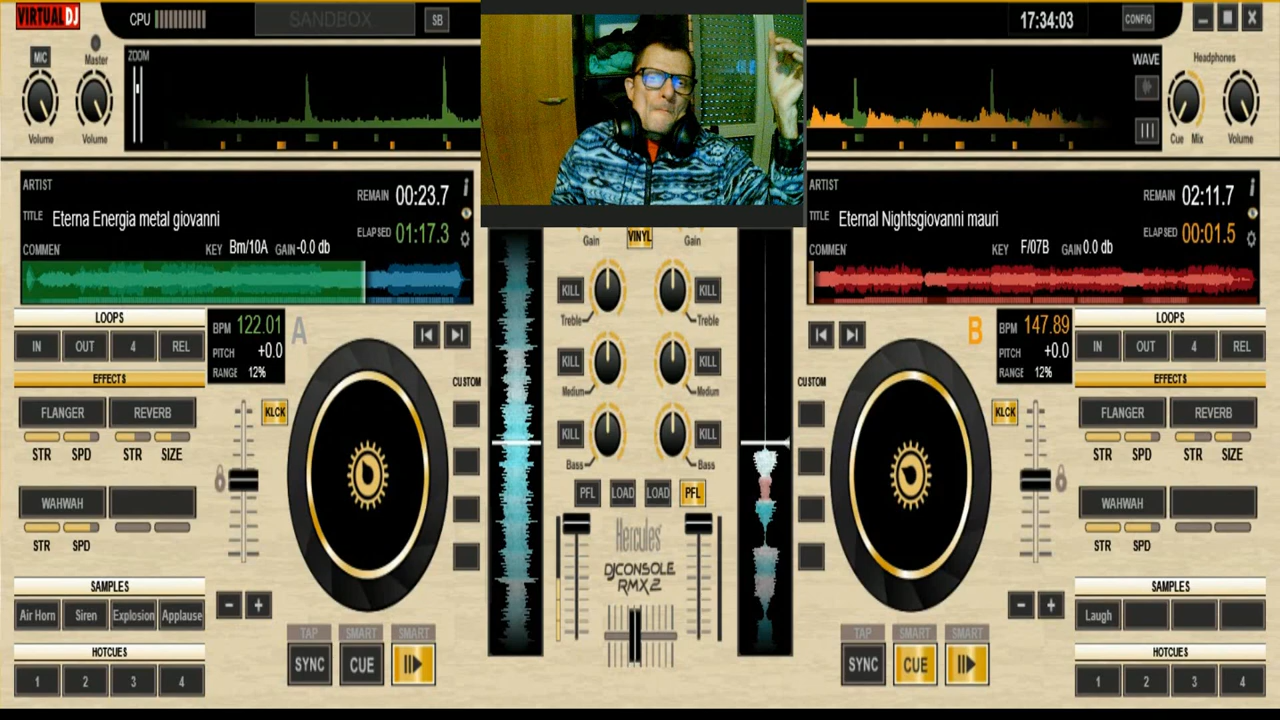 VIRTUAL DJ
CPU
SANDBOX
SB
17:34:03
CONFIG
MIC
Master
ZOOM
WAVE
Headphones
Volume
Volume
Cue
Mix
Volume
ARTIST
REMAIN 00:23.7
TITLE Eterna Energia metal giovanni
ELAPSED 01:17.3
COMMEN
KEY Bm/10A GAIN -0.0 db
ARTIST
REMAIN 02:11.7
TITLE Eternal Nightsgiovanni mauri
ELAPSED 00:01.5
COMMEN
KEY F/07B GAIN 0.0 db
Gain
VINYL
Gain
KILL
KILL
Treble
Treble
KILL
KILL
Medium
Medium
KILL
KILL
Bass
Bass
PFL
LOAD
LOAD
PFL
Hercules
DJCONSOLE
RMX2
LOOPS
IN
OUT
4
REL
BPM 122.01
PITCH +0.0
RANGE 12%
A
CUSTOM
EFFECTS
FLANGER
REVERB
KLCK
STR
SPD
STR
SIZE
WAHWAH
STR
SPD
SAMPLES
Air Horn
Siren
Explosion
Applause
HOTCUES
1
2
3
4
TAP
SMART
SMART
SYNC
CUE
B
BPM 147.89
PITCH +0.0
RANGE 12%
LOOPS
IN
OUT
4
REL
CUSTOM
EFFECTS
KLCK
FLANGER
REVERB
STR
SPD
STR
SIZE
WAHWAH
STR
SPD
SAMPLES
Laugh
HOTCUES
1
2
3
4
TAP
SMART
SMART
SYNC
CUE